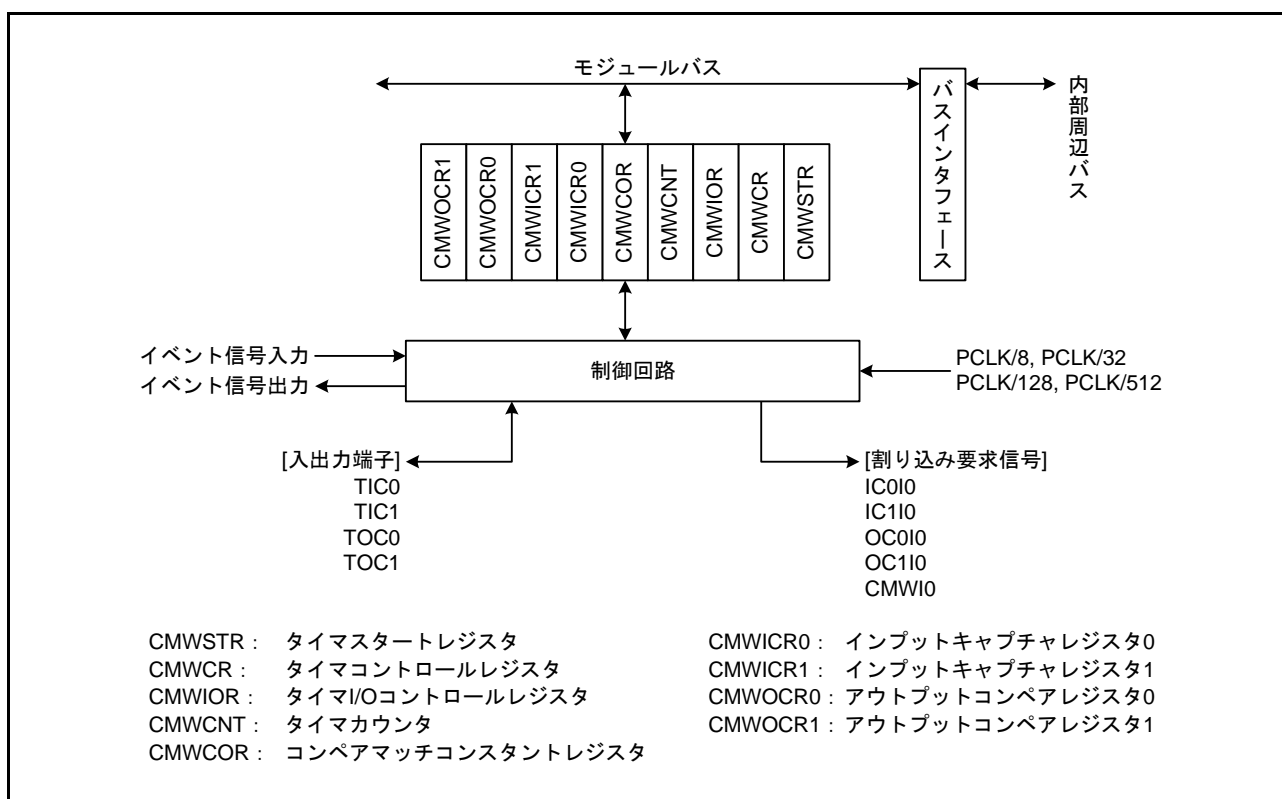 モジュールバス
バスインタフェース
内部周辺バス
CMWOCR1
CMWOCR0
CMWICR1
CMWICR0
CMWCOR
CMWCNT
CMWIOR
CMWCR
CMWSTR
イベント信号入力
イベント信号出力
制御回路
PCLK/8, PCLK/32
PCLK/128, PCLK/512
[入出力端子]
TIC0
TIC1
TOC0
TOC1
[割り込み要求信号]
IC0I0
IC1I0
OC0I0
OC1I0
CMWI0
CMWSTR : タイマスタートレジスタ
CMWCR : タイマコントロールレジスタ
CMWIOR : タイマI/Oコントロールレジスタ
CMWCNT : タイマカウンタ
CMWCOR : コンペアマッチコンスタントレジスタ
CMWICR0 : インプットキャプチャレジスタ0
CMWICR1 : インプットキャプチャレジスタ1
CMWOCR0 : アウトプットコンペアレジスタ0
CMWOCR1 : アウトプットコンペアレジスタ1